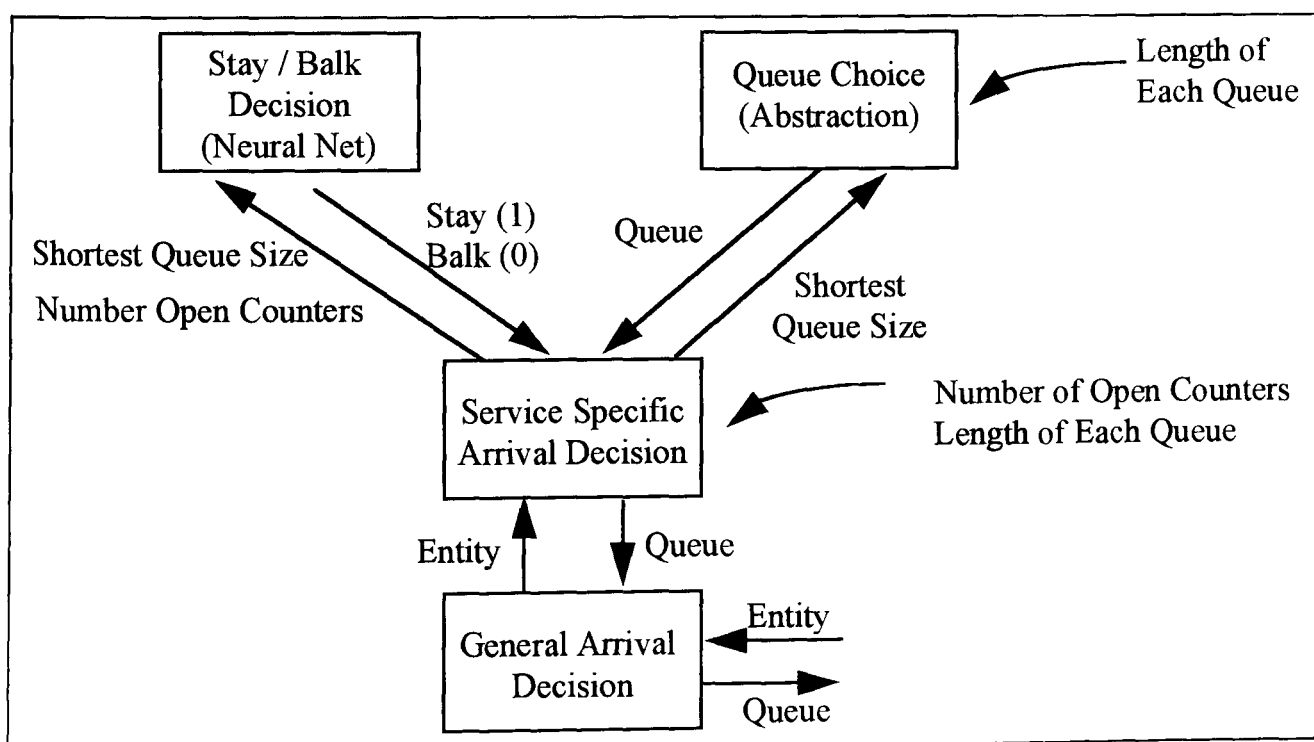 Stay / Balk
Decision
(Neural Net)
Queue Choice
(Abstraction)
Length of
Each Queue
Stay (1)
Balk (0)
Queue
Shortest Queue Size
Number Open Counters
Shortest
Queue Size
Service Specific
Arrival Decision
Number of Open Counters
Length of Each Queue
Entity
Queue
General Arrival
Decision
Entity
Queue